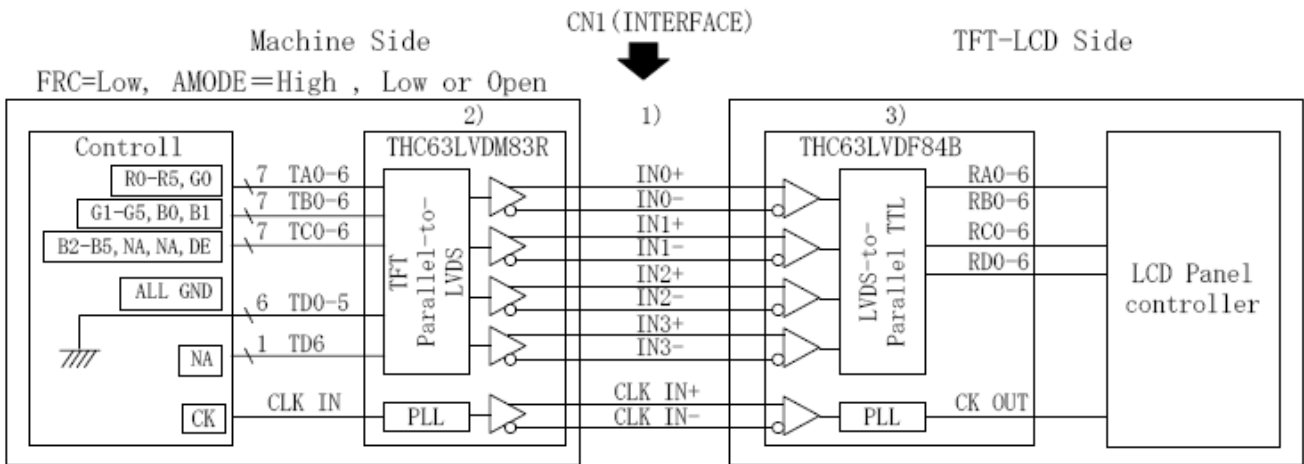 CN1(INTERFACE)
Machine Side
TFT-LCD Side
FRC=Low, AMODE＝High , Low or Open
2)
1)
3)
Controll
THC63LVDM83R
THC63LVDF84B
R0-R5,G0
7 TA0-6
G1-G5,B0,B1
7 TB0-6
B2-B5,NA,NA,DE
7 TC0-6
ALL GND
6 TD0-5
NA
1 TD6
CK
CLK IN
TFT
Parallel-to-
LVDS
PLL
IN0+
IN0-
IN1+
IN1-
IN2+
IN2-
IN3+
IN3-
CLK IN+
CLK IN-
LVDS-to-
Parallel TTL
PLL
RA0-6
RB0-6
RC0-6
RD0-6
CK OUT
LCD Panel
controller